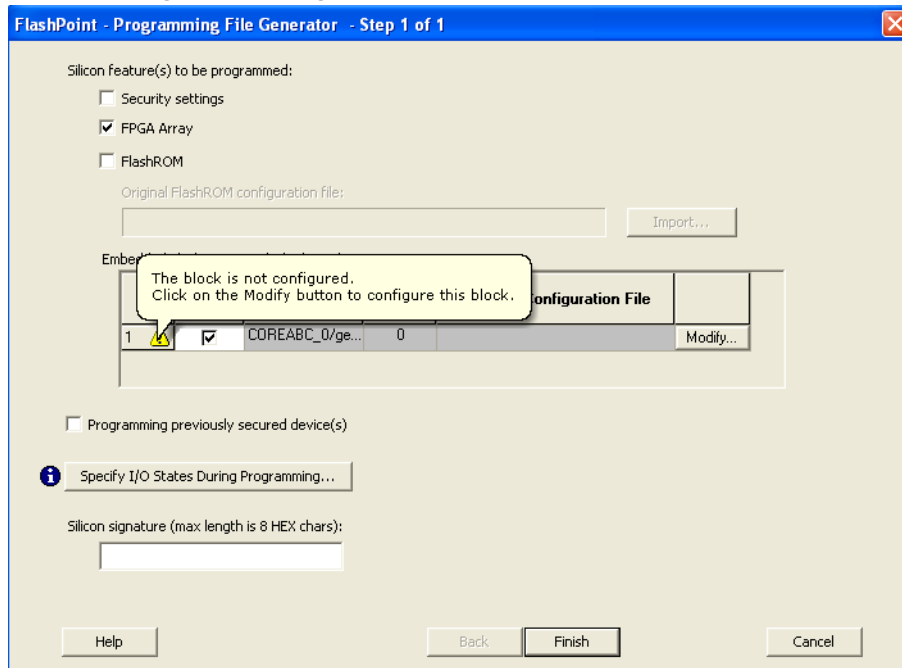 FlashPoint - Programming File Generator - Step 1 of 1
Silicon feature(s) to be programmed:
Security settings
FPGA Array
FlashROM
Original FlashROM configuration file:
Import...
The block is not configured.
Click on the Modify button to configure this block.
Configuration File
1 COREABC_0/ge... 0 Modify...
Programming previously secured device(s)
Specify I/O States During Programming...
Silicon signature (max length is 8 HEX chars):
Help Back Finish Cancel